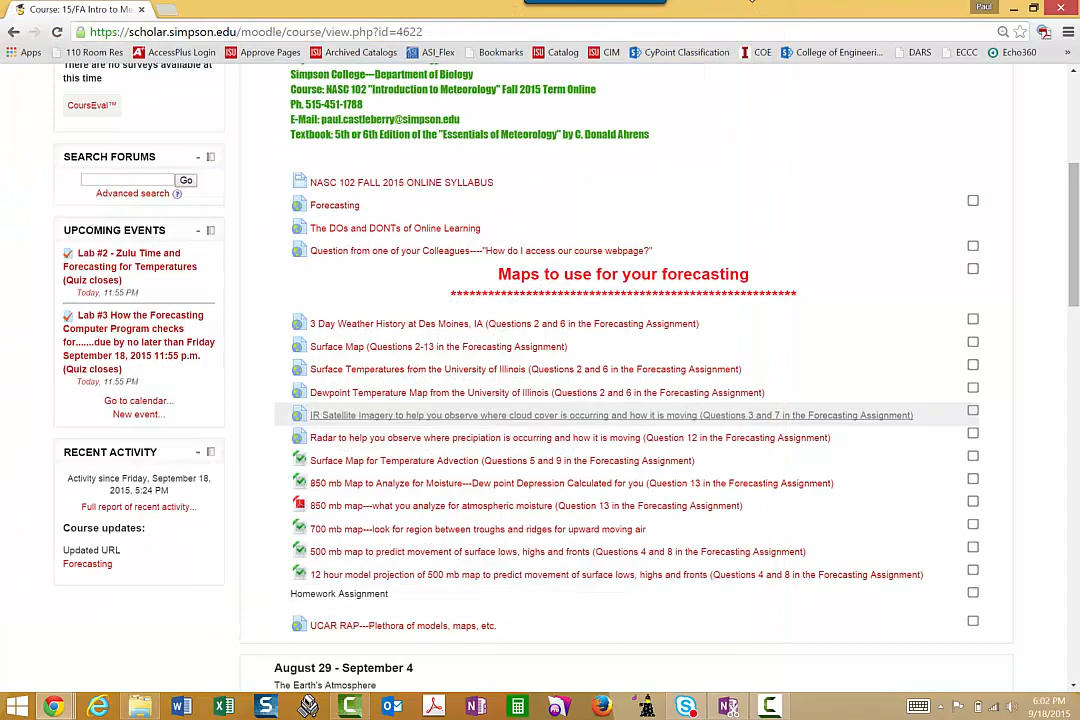 Course: 15/FA Intro to Me
Paul
https://scholar.simpson.edu/moodle/course/view.php?id=4622
Apps
110 Room Res
AccessPlus Login
Approve Pages
Archived Catalogs
ASI_Flex
Bookmarks
Catalog
CIM
CyPoint Classification
COE
College of Engineeri...
DARS
ECCC
Echo360
»
There are no surveys available at
this time
CoursEval™
SEARCH FORUMS
Go
Advanced search
UPCOMING EVENTS
Lab #2 - Zulu Time and
Forecasting for Temperatures
(Quiz closes)
Today, 11:55 PM
Lab #3 How the Forecasting
Computer Program checks
for.......due by no later than Friday
September 18, 2015 11:55 p.m.
(Quiz closes)
Today, 11:55 PM
Go to calendar...
New event...
RECENT ACTIVITY
Activity since Friday, September 18,
2015, 5:24 PM
Full report of recent activity...
Course updates:
Updated URL
Forecasting
Simpson College---Department of Biology
Course: NASC 102 "Introduction to Meteorology" Fall 2015 Term Online
Ph. 515-451-1788
E-Mail: paul.castleberry@simpson.edu
Textbook: 5th or 6th Edition of the "Essentials of Meteorology" by C. Donald Ahrens
NASC 102 FALL 2015 ONLINE SYLLABUS
Forecasting
The DOs and DONTs of Online Learning
Question from one of your Colleagues----"How do I access our course webpage?"
Maps to use for your forecasting
*******************************************************
3 Day Weather History at Des Moines, IA (Questions 2 and 6 in the Forecasting Assignment)
Surface Map (Questions 2-13 in the Forecasting Assignment)
Surface Temperatures from the University of Illinois (Questions 2 and 6 in the Forecasting Assignment)
Dewpoint Temperature Map from the University of Illinois (Questions 2 and 6 in the Forecasting Assignment)
IR Satellite Imagery to help you observe where cloud cover is occurring and how it is moving (Questions 3 and 7 in the Forecasting Assignment)
Radar to help you observe where precipiation is occurring and how it is moving (Question 12 in the Forecasting Assignment)
Surface Map for Temperature Advection (Questions 5 and 9 in the Forecasting Assignment)
850 mb Map to Analyze for Moisture---Dew point Depression Calculated for you (Question 13 in the Forecasting Assignment)
850 mb map---what you analyze for atmospheric moisture (Question 13 in the Forecasting Assignment)
700 mb map---look for region between troughs and ridges for upward moving air
500 mb map to predict movement of surface lows, highs and fronts (Questions 4 and 8 in the Forecasting Assignment)
12 hour model projection of 500 mb map to predict movement of surface lows, highs and fronts (Questions 4 and 8 in the Forecasting Assignment)
Homework Assignment
UCAR RAP---Plethora of models, maps, etc.
August 29 - September 4
The Earth's Atmosphere
6:02 PM
9/18/2015